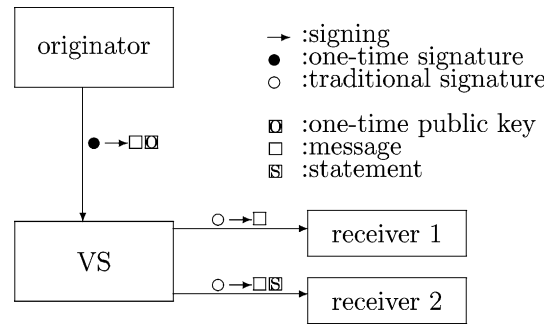 originator
:signing
:one-time signature
:traditional signature
O :one-time public key
:message
S :statement
O
VS
receiver 1
S
receiver 2